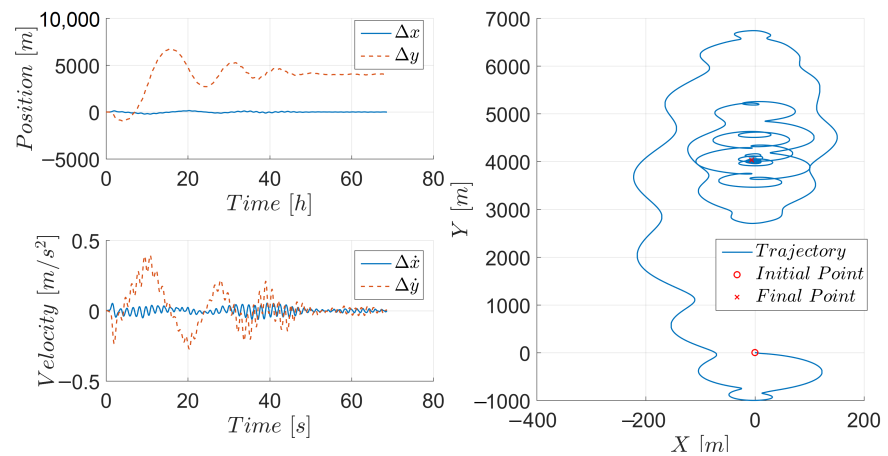 10,000
5000
0
−5000
0 20 40 60 80
Position [m]
Time [h]
Δx
Δy
0.5
0
−0.5
0 20 40 60 80
Velocity [m/s²]
Time [s]
Δẋ
Δẏ
7000
6000
5000
4000
3000
2000
1000
0
−1000
−400 −200 0 200
Y [m]
X [m]
Trajectory
Initial Point
Final Point